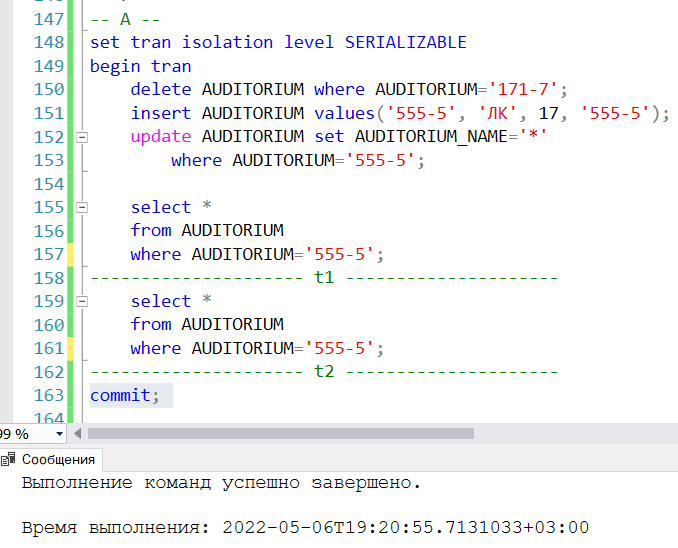 147 -- A --
148 set tran isolation level SERIALIZABLE
149 begin tran
150 delete AUDITORIUM where AUDITORIUM='171-7';
151 insert AUDITORIUM values('555-5', 'ЛК', 17, '555-5');
152 update AUDITORIUM set AUDITORIUM_NAME='*'
153 where AUDITORIUM='555-5';
154
155 select *
156 from AUDITORIUM
157 where AUDITORIUM='555-5';
158 --------------------- t1 ---------------------
159 select *
160 from AUDITORIUM
161 where AUDITORIUM='555-5';
162 --------------------- t2 ---------------------
163 commit;
164
99 %
Сообщения
Выполнение команд успешно завершено.
Время выполнения: 2022-05-06T19:20:55.7131033+03:00